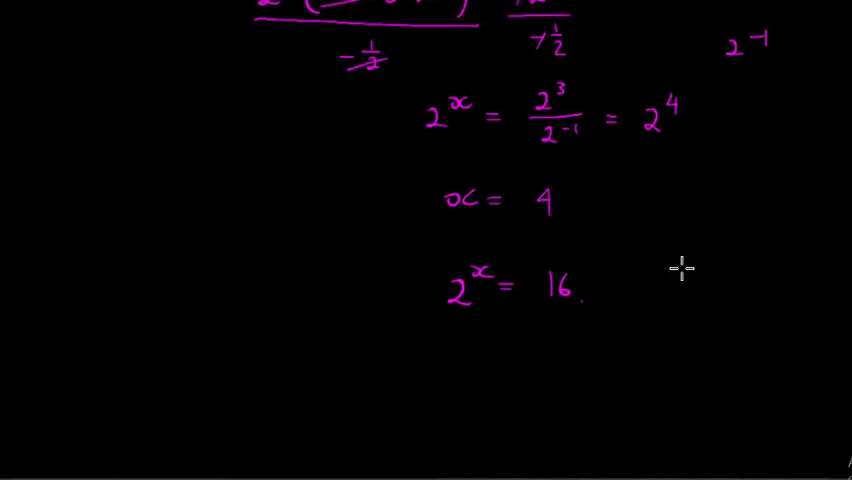 -1/2 +1/2 2^-1
2^x = 2^3/2^-1 = 2^4
x = 4
2^x = 16.